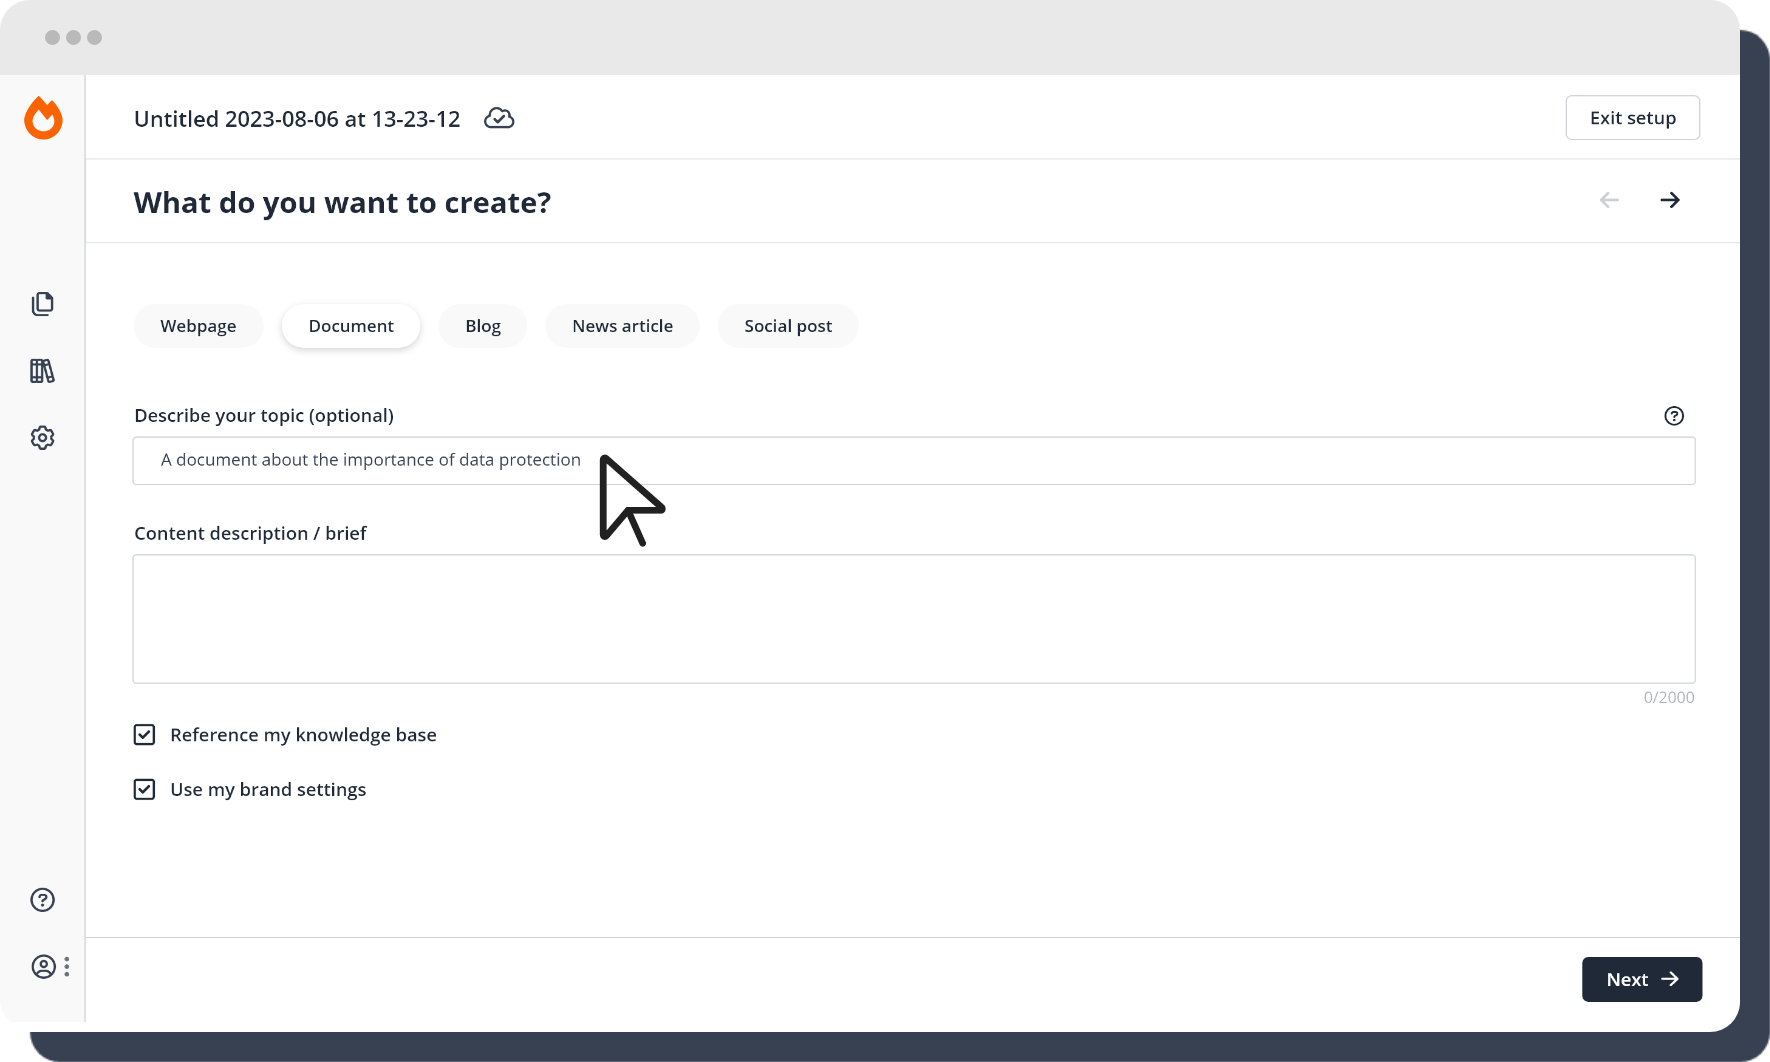 Untitled 2023-08-06 at 13-23-12
Exit setup
What do you want to create?
Webpage
Document
Blog
News article
Social post
Describe your topic (optional)
A document about the importance of data protection
Content description / brief
0/2000
Reference my knowledge base
Use my brand settings
Next